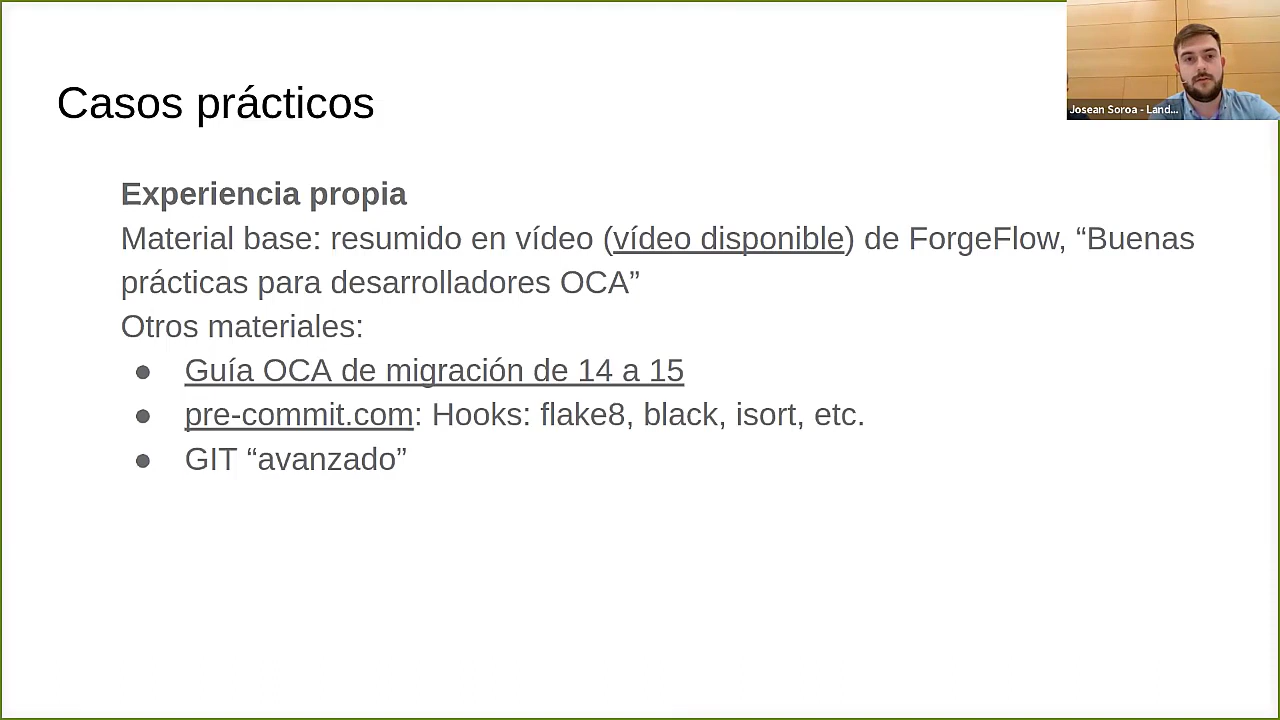 Casos prácticos
Josean Soroa - Land...
Experiencia propia
Material base: resumido en vídeo (vídeo disponible) de ForgeFlow, “Buenas
prácticas para desarrolladores OCA”
Otros materiales:
● Guía OCA de migración de 14 a 15
● pre-commit.com: Hooks: flake8, black, isort, etc.
● GIT “avanzado”